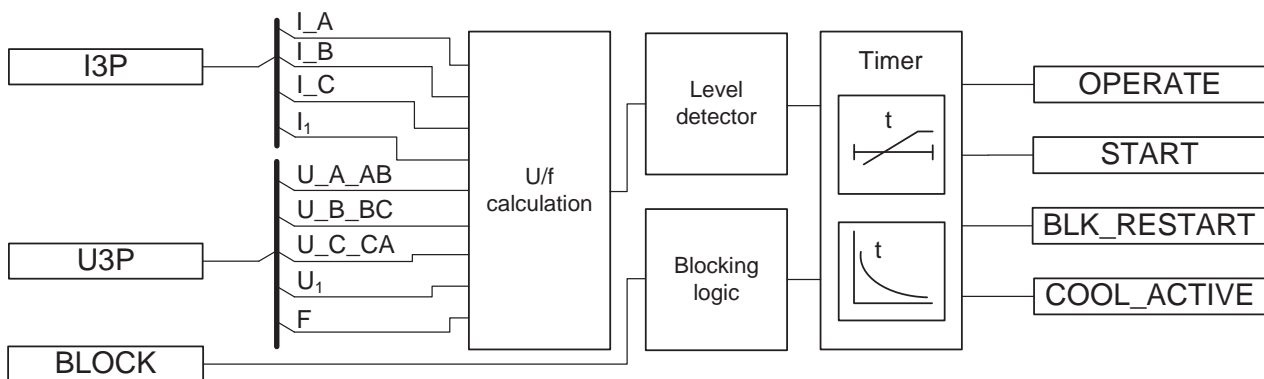 I3P
I_A
I_B
I_C
I₁
U3P
U_A_AB
U_B_BC
U_C_CA
U₁
F
BLOCK
U/f
calculation
Level
detector
Blocking
logic
Timer
t
t
OPERATE
START
BLK_RESTART
COOL_ACTIVE